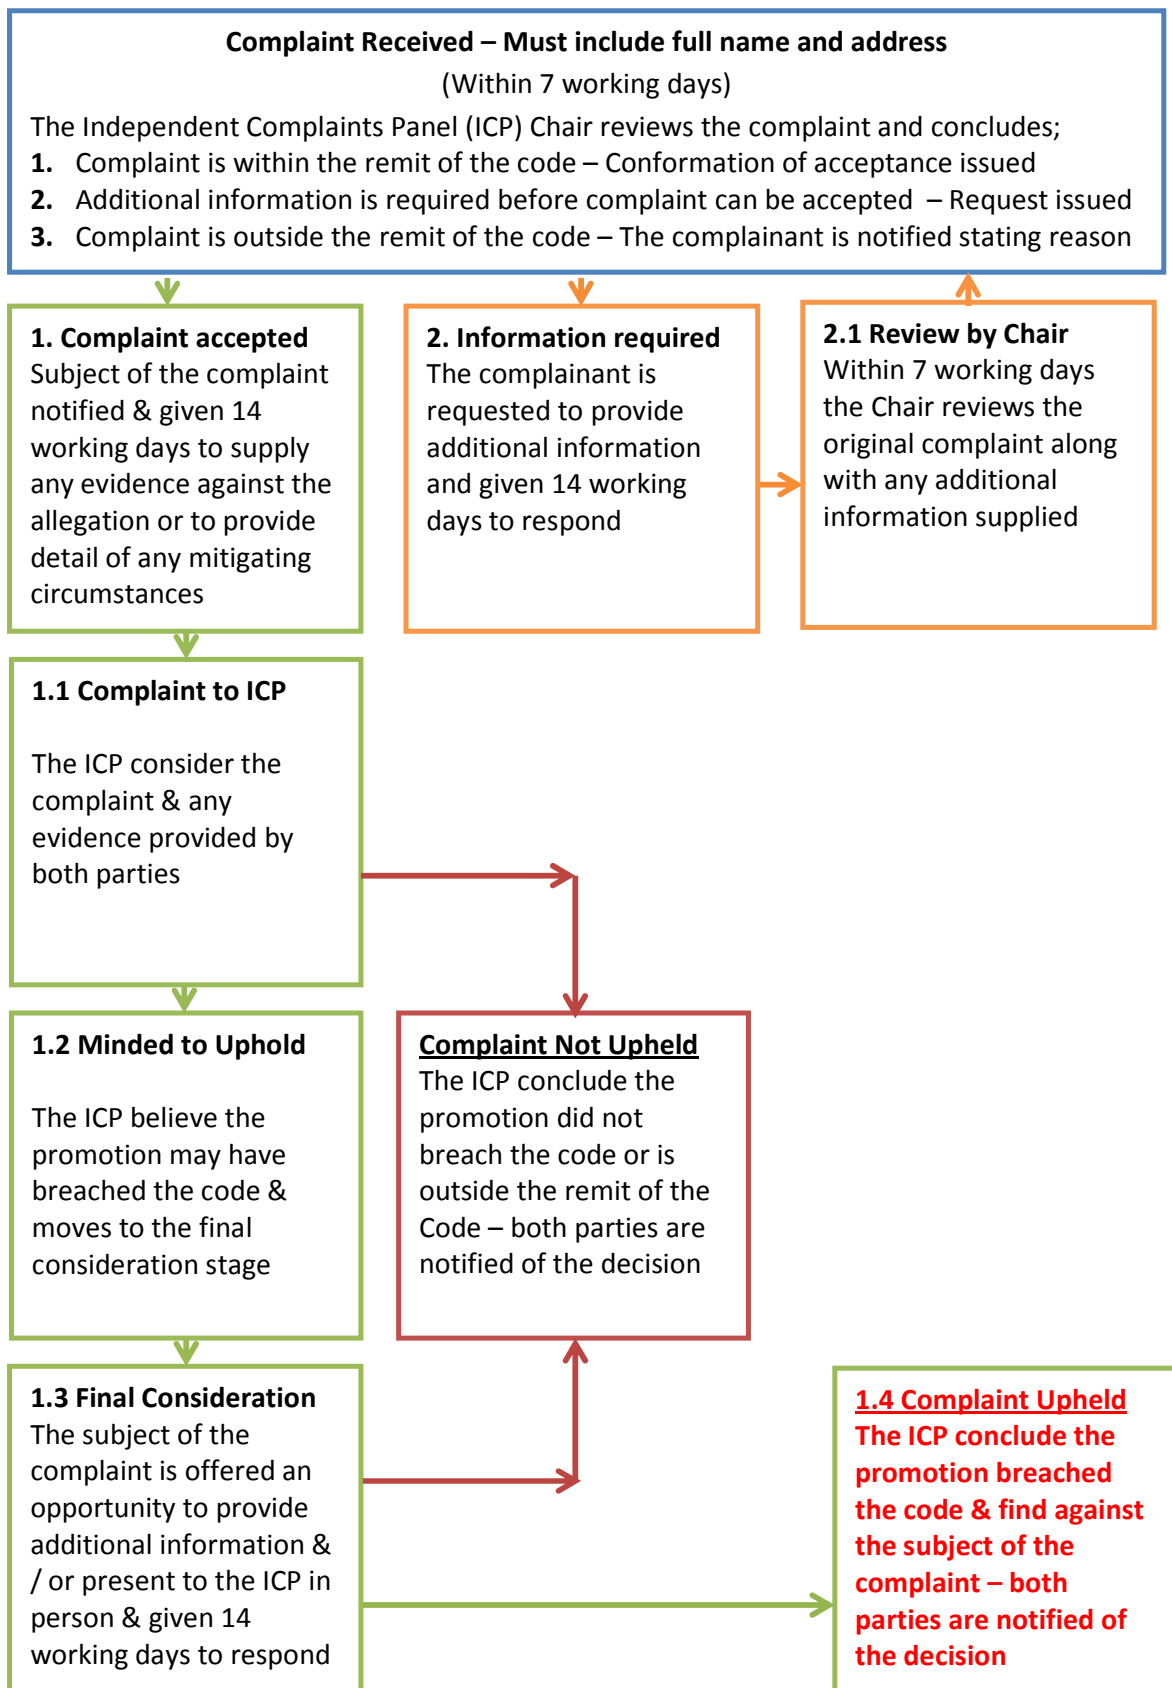 Complaint Received – Must include full name and address
(Within 7 working days)
The Independent Complaints Panel (ICP) Chair reviews the complaint and concludes;
1. Complaint is within the remit of the code – Conformation of acceptance issued
2. Additional information is required before complaint can be accepted – Request issued
3. Complaint is outside the remit of the code – The complainant is notified stating reason
1. Complaint accepted
Subject of the complaint
notified & given 14
working days to supply
any evidence against the
allegation or to provide
detail of any mitigating
circumstances
2. Information required
The complainant is
requested to provide
additional information
and given 14 working
days to respond
2.1 Review by Chair
Within 7 working days
the Chair reviews the
original complaint along
with any additional
information supplied
1.1 Complaint to ICP
The ICP consider the
complaint & any
evidence provided by
both parties
1.2 Minded to Uphold
The ICP believe the
promotion may have
breached the code &
moves to the final
consideration stage
Complaint Not Upheld
The ICP conclude the
promotion did not
breach the code or is
outside the remit of the
Code – both parties are
notified of the decision
1.3 Final Consideration
The subject of the
complaint is offered an
opportunity to provide
additional information &
/ or present to the ICP in
person & given 14
working days to respond
1.4 Complaint Upheld
The ICP conclude the
promotion breached
the code & find against
the subject of the
complaint – both
parties are notified of
the decision